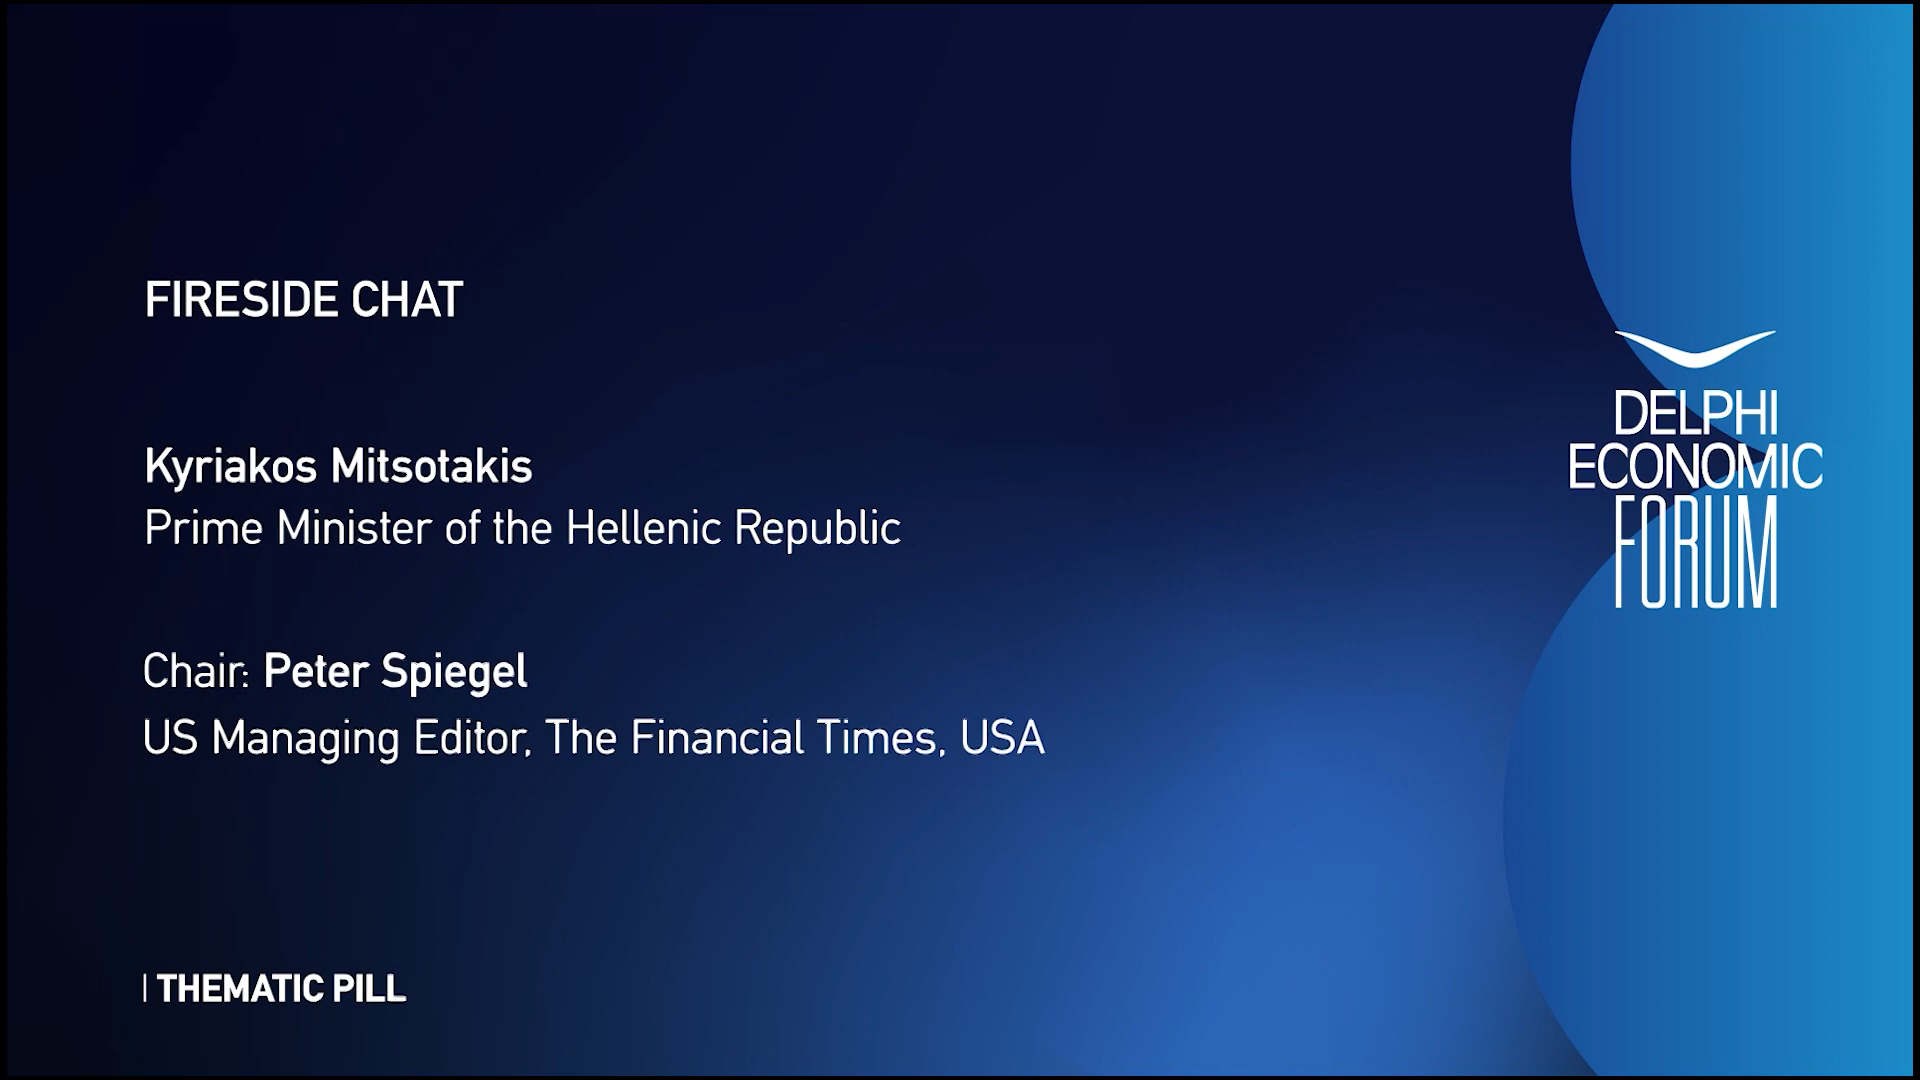 FIRESIDE CHAT
Kyriakos Mitsotakis
Prime Minister of the Hellenic Republic
Chair: Peter Spiegel
US Managing Editor, The Financial Times, USA
| THEMATIC PILL
DELPHI
ECONOMIC
FORUM